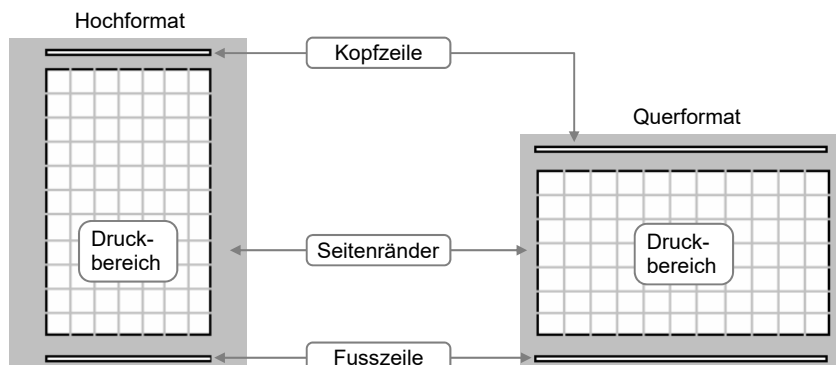 Hochformat
Kopfzeile
Querformat
Druck-
bereich
Seitenränder
Druck-
bereich
Fusszeile